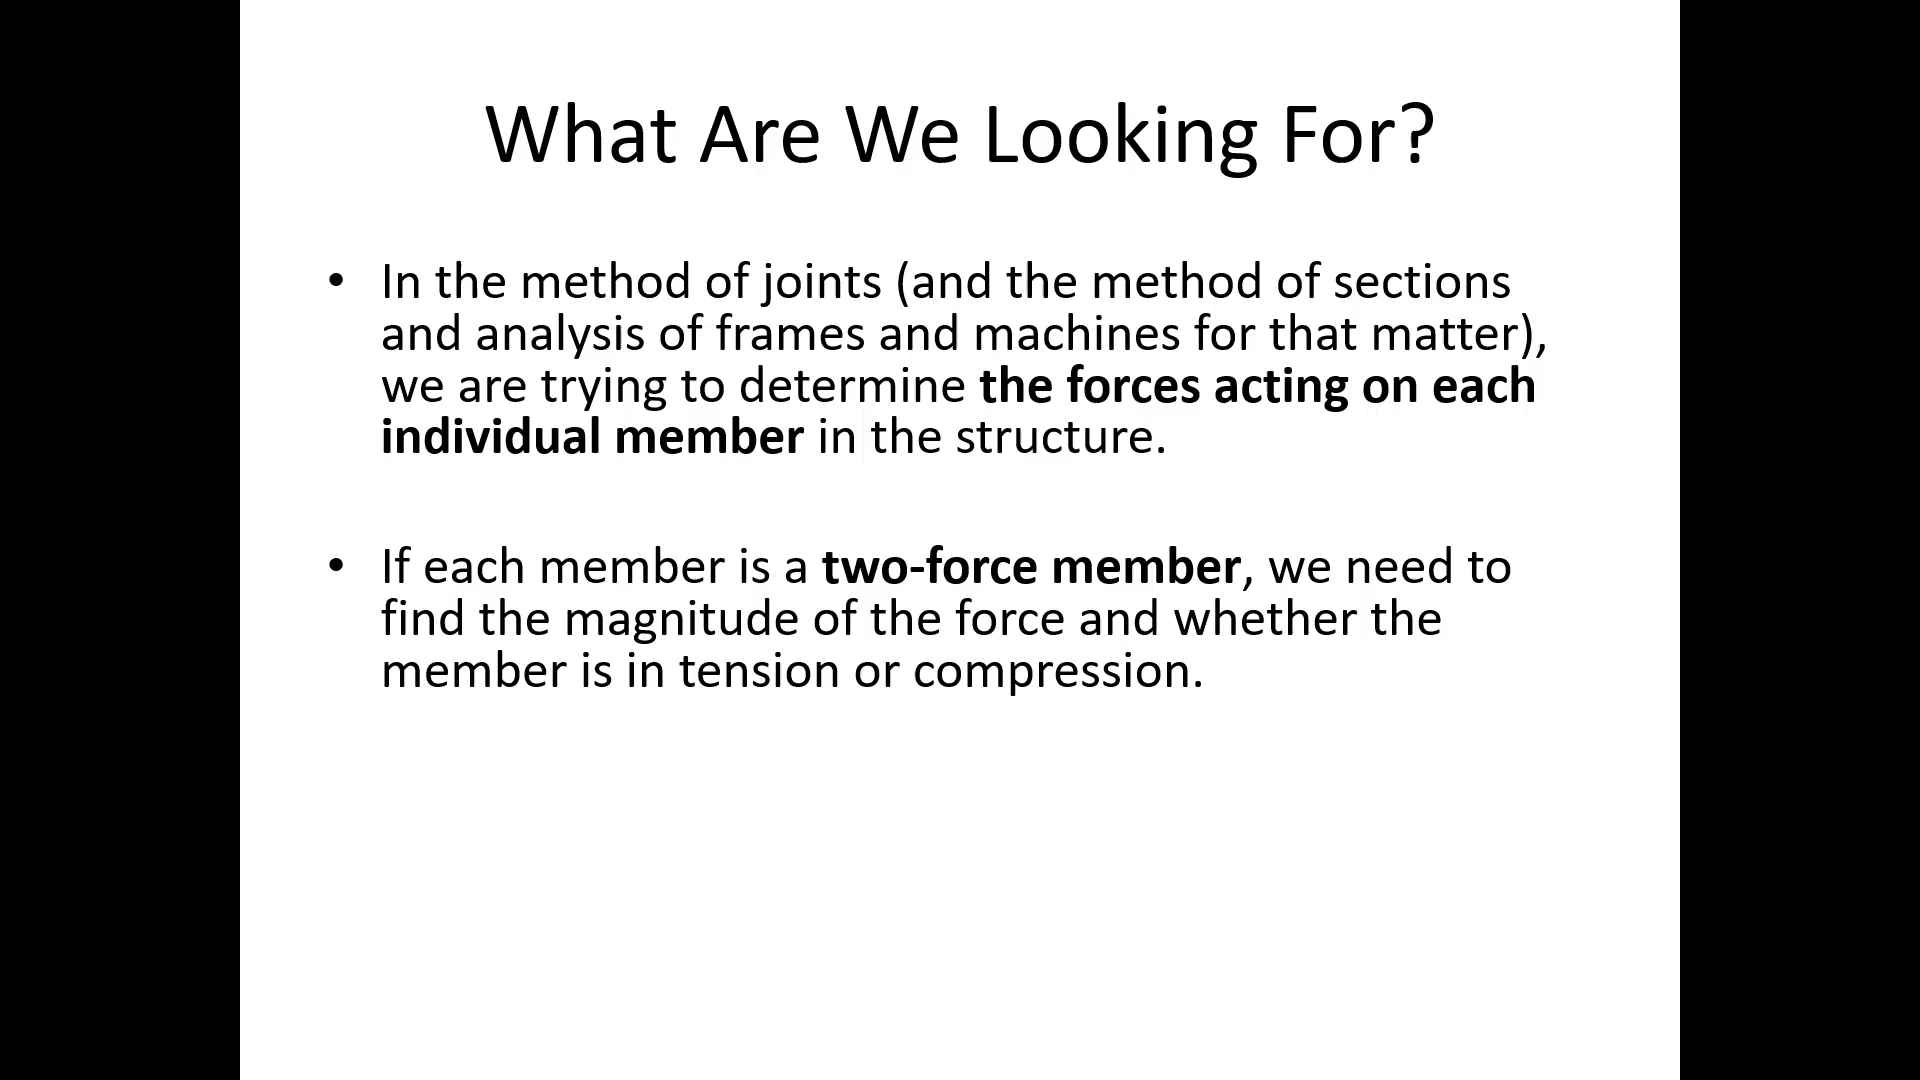 What Are We Looking For?
• In the method of joints (and the method of sections
and analysis of frames and machines for that matter),
we are trying to determine the forces acting on each
individual member in the structure.
• If each member is a two-force member, we need to
find the magnitude of the force and whether the
member is in tension or compression.